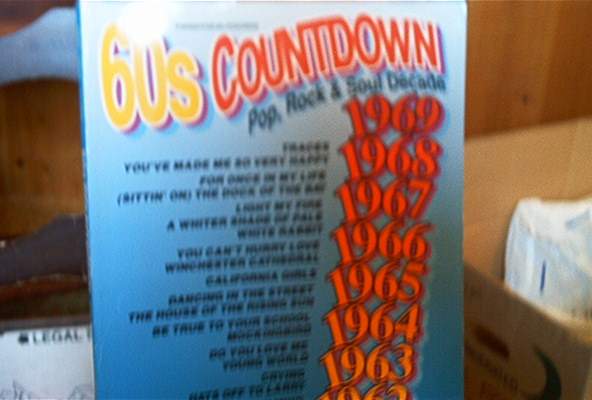 60s COUNTDOWN
Pop, Rock & Soul Decade
1969
TRACES
YOU'VE MADE ME SO VERY HAPPY
1968
FOR ONCE IN MY LIFE
(SITTIN' ON) THE DOCK OF THE BAY
1967
LIGHT MY FIRE
A WHITER SHADE OF PALE
WHITE RABBIT
1966
YOU CAN'T HURRY LOVE
WINCHESTER CATHEDRAL
1965
CALIFORNIA GIRLS
DANCING IN THE STREET
1964
THE HOUSE OF THE RISING SUN
BE TRUE TO YOUR SCHOOL
MOCKINGBIRD
1963
DO YOU LOVE ME
YOUNG WORLD
1962
CRYING
HATS OFF TO LARRY
LEGAL